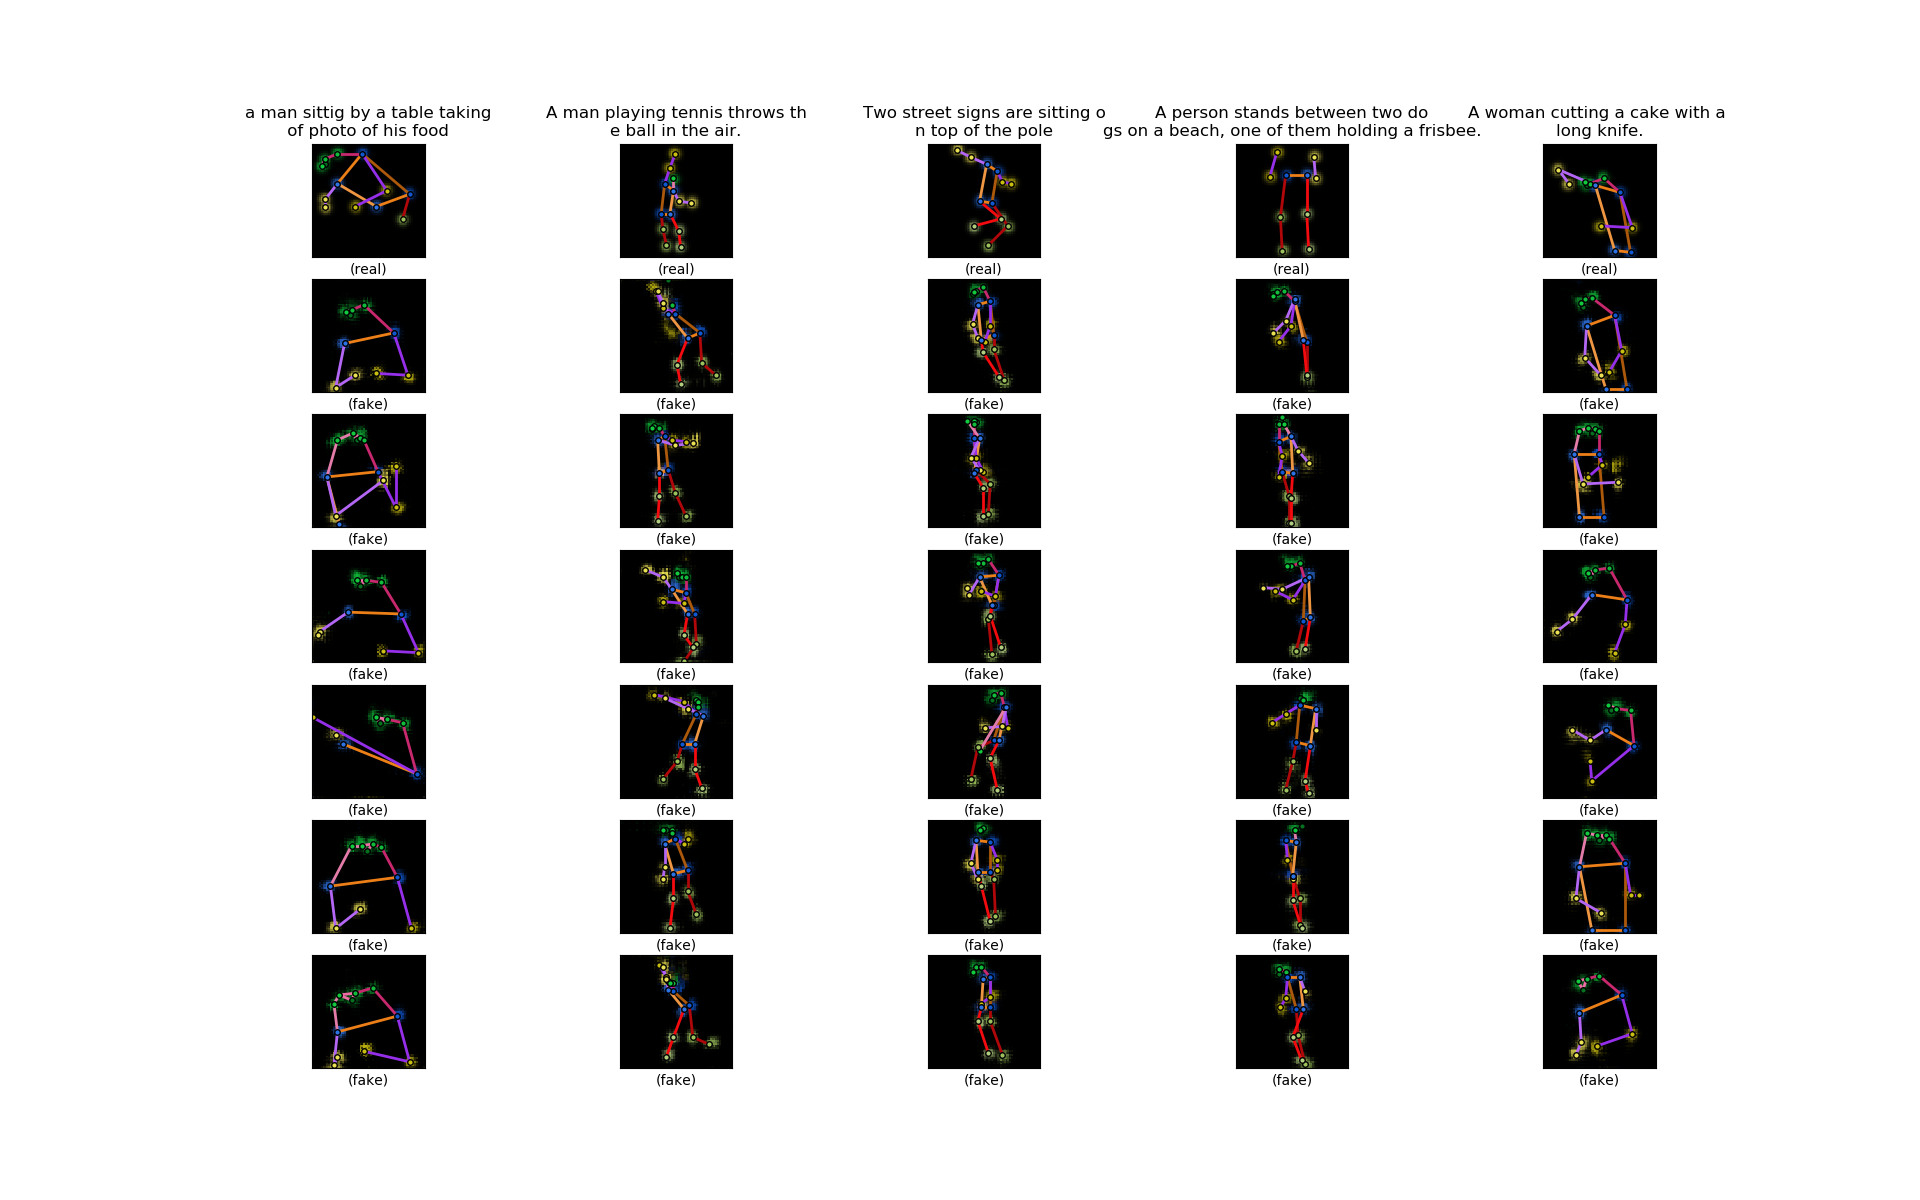 a man sittig by a table taking
of photo of his food
A man playing tennis throws th
e ball in the air.
Two street signs are sitting o
n top of the pole
A person stands between two do
gs on a beach, one of them holding a frisbee.
A woman cutting a cake with a
long knife.
(real) (real) (real) (real) (real)
(fake) (fake) (fake) (fake) (fake)
(fake) (fake) (fake) (fake) (fake)
(fake) (fake) (fake) (fake) (fake)
(fake) (fake) (fake) (fake) (fake)
(fake) (fake) (fake) (fake) (fake)
(fake) (fake) (fake) (fake) (fake)